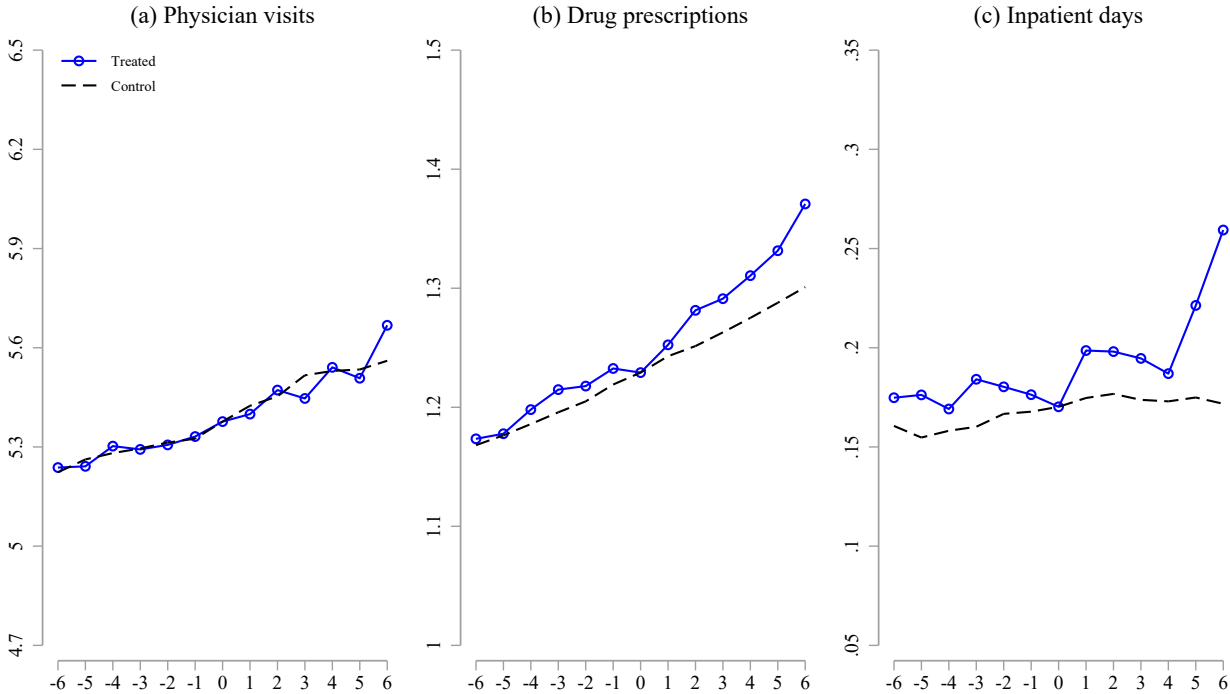 (a) Physician visits
6.5
6.2
5.9
5.6
5.3
5
4.7
Treated
Control
-6 -5 -4 -3 -2 -1 0 1 2 3 4 5 6
(b) Drug prescriptions
1.5
1.4
1.3
1.2
1.1
1
-6 -5 -4 -3 -2 -1 0 1 2 3 4 5 6
(c) Inpatient days
.35
.3
.25
.2
.15
.1
.05
-6 -5 -4 -3 -2 -1 0 1 2 3 4 5 6